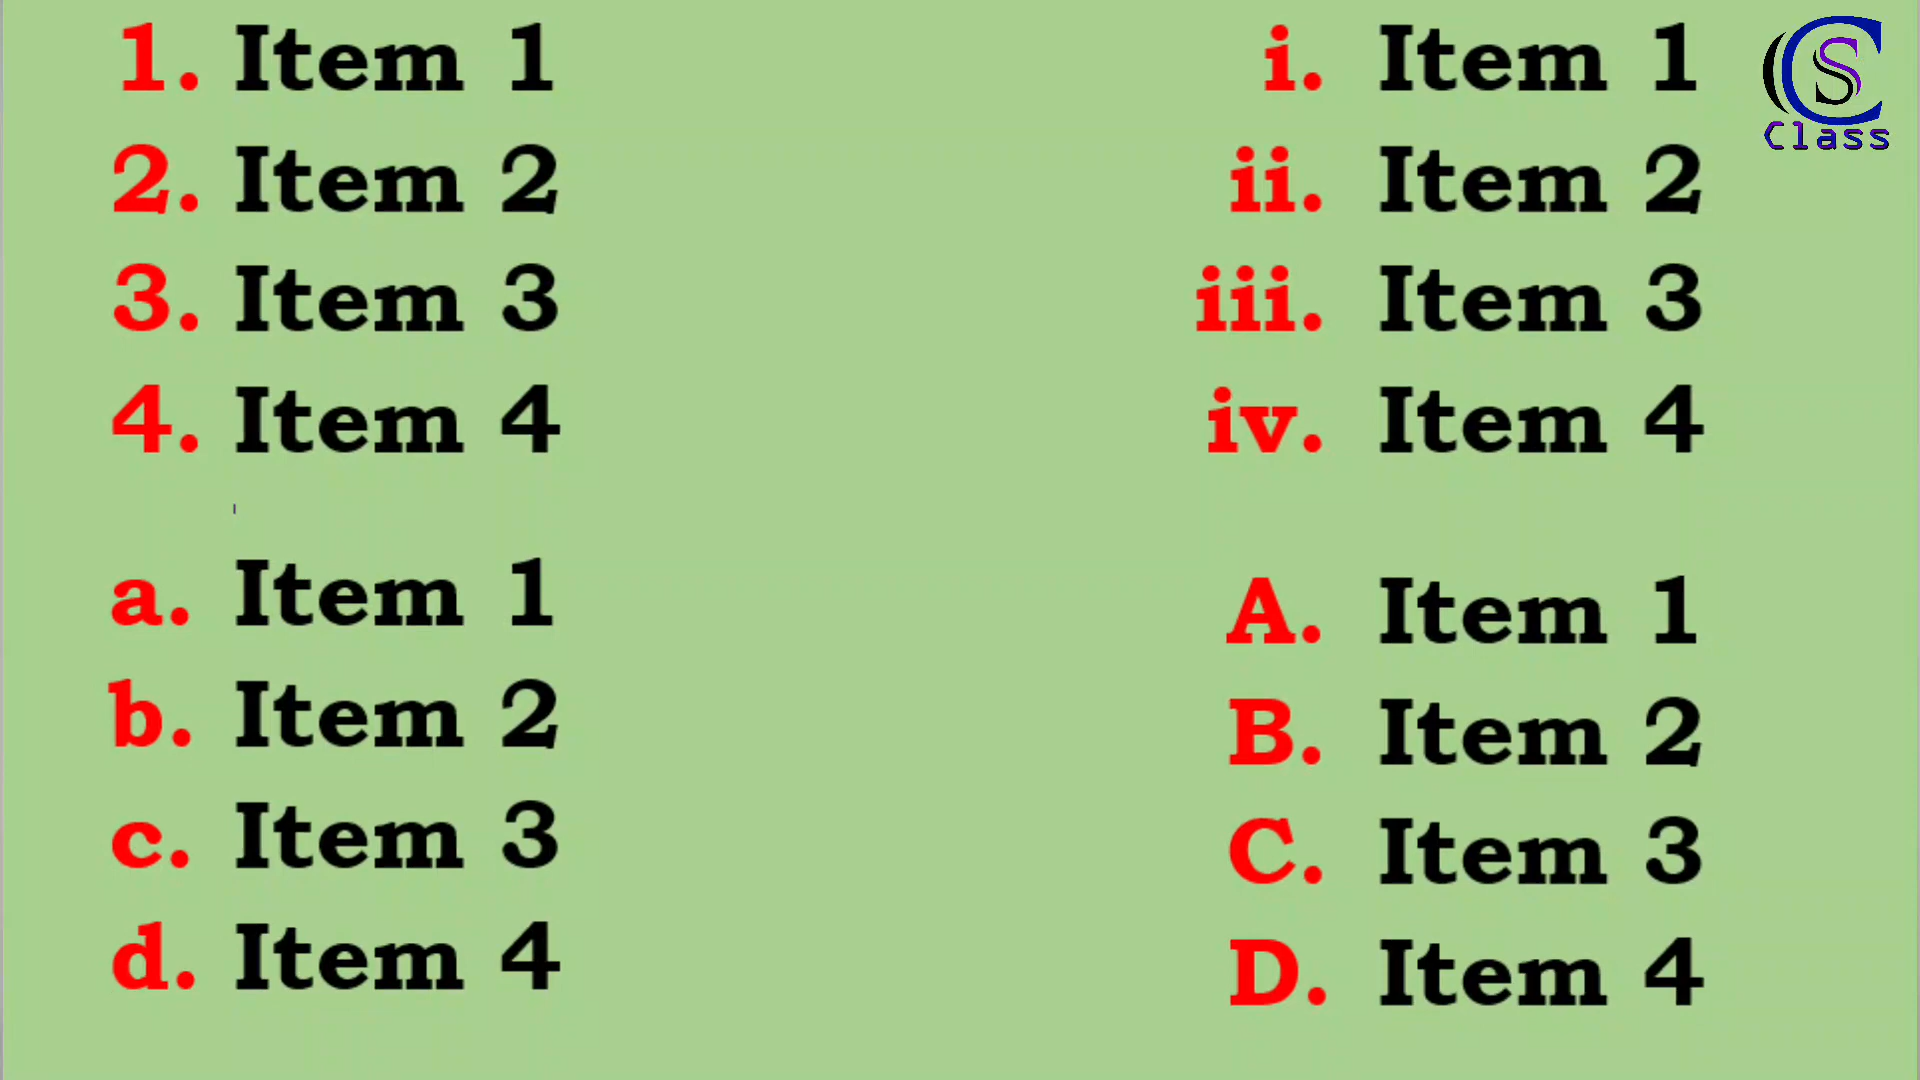 1. Item 1
2. Item 2
3. Item 3
4. Item 4
a. Item 1
b. Item 2
c. Item 3
d. Item 4
i. Item 1
ii. Item 2
iii. Item 3
iv. Item 4
A. Item 1
B. Item 2
C. Item 3
D. Item 4
CS
Class